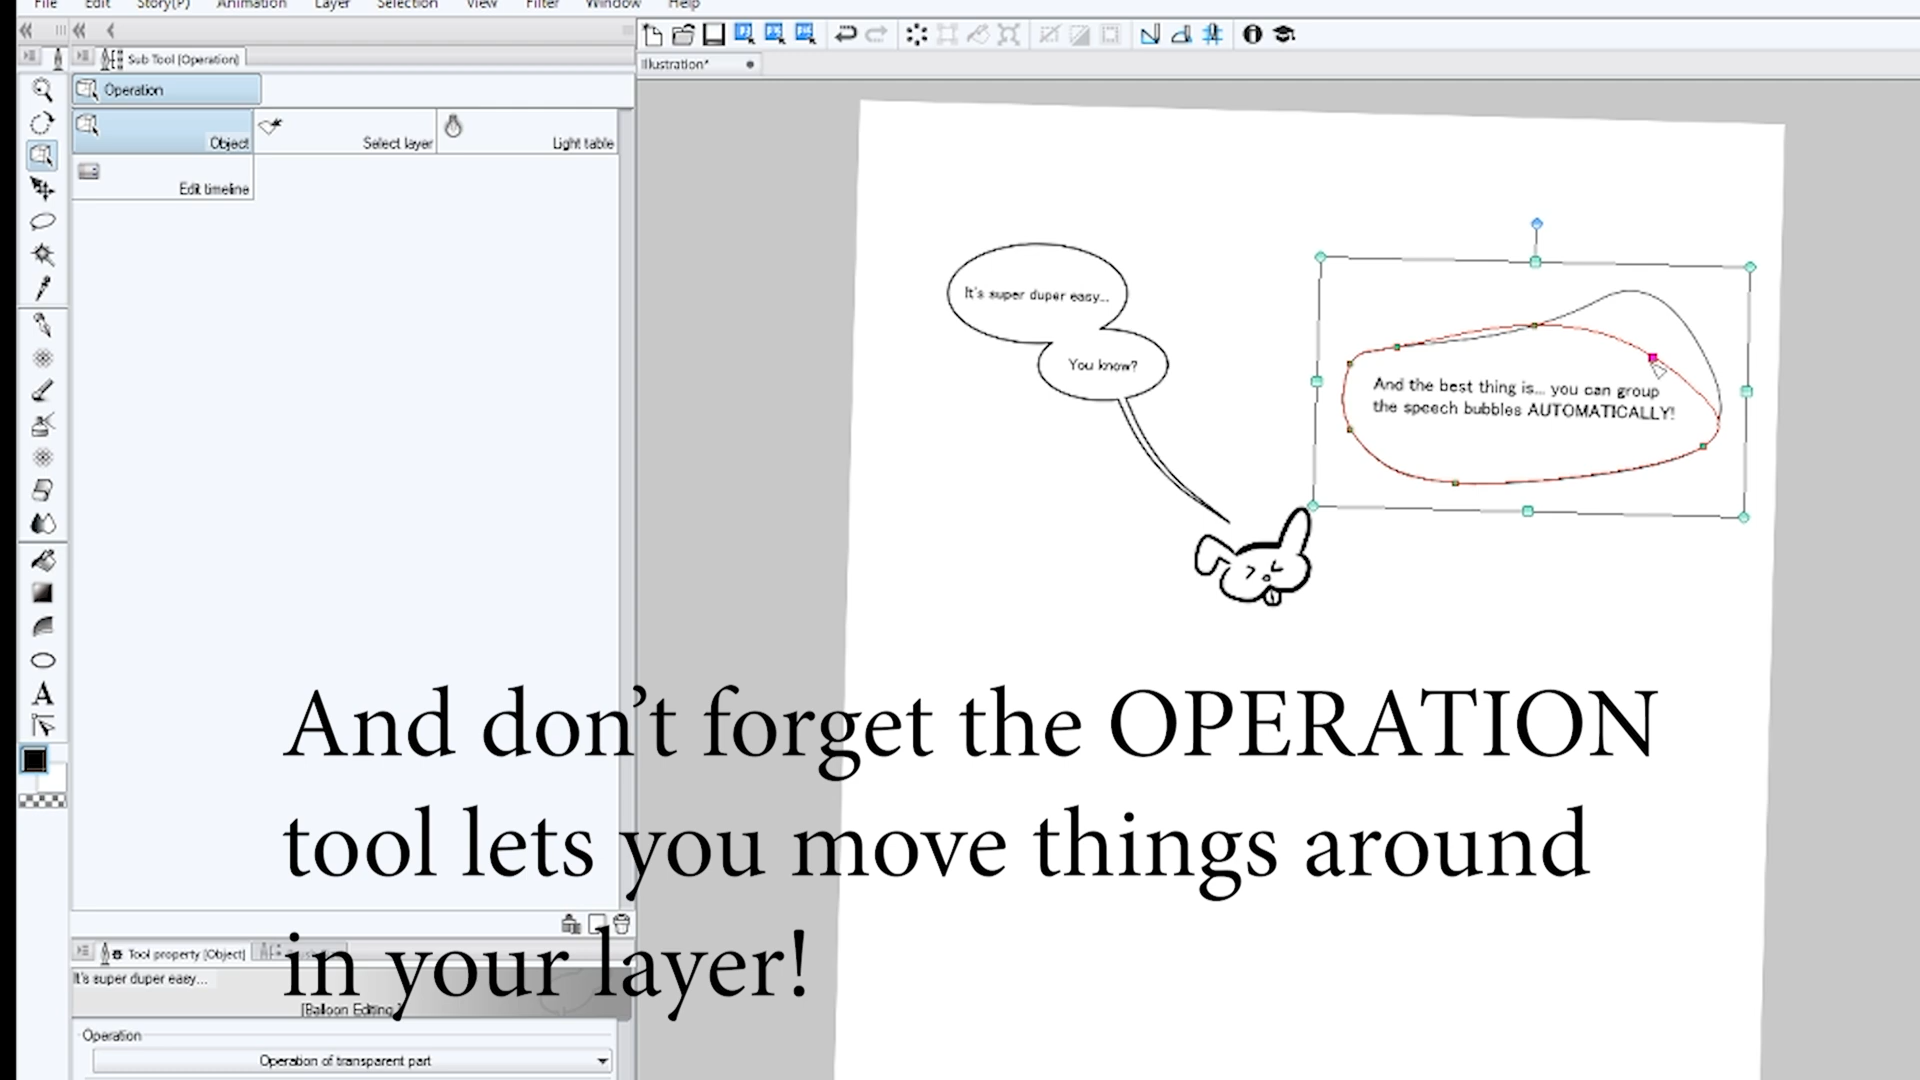 File Edit Story(P) Animation Layer Selection View Filter Window Help
Sub Tool [Operation]
Illustration*
Operation
Object
Select layer
Light table
Edit timeline
It's super duper easy...
You know?
And the best thing is... you can group
the speech bubbles AUTOMATICALLY!
And don't forget the OPERATION
tool lets you move things around
in your layer!
Tool property [Object]
It's super duper easy...
[Balloon Editing]
Operation
Operation of transparent part